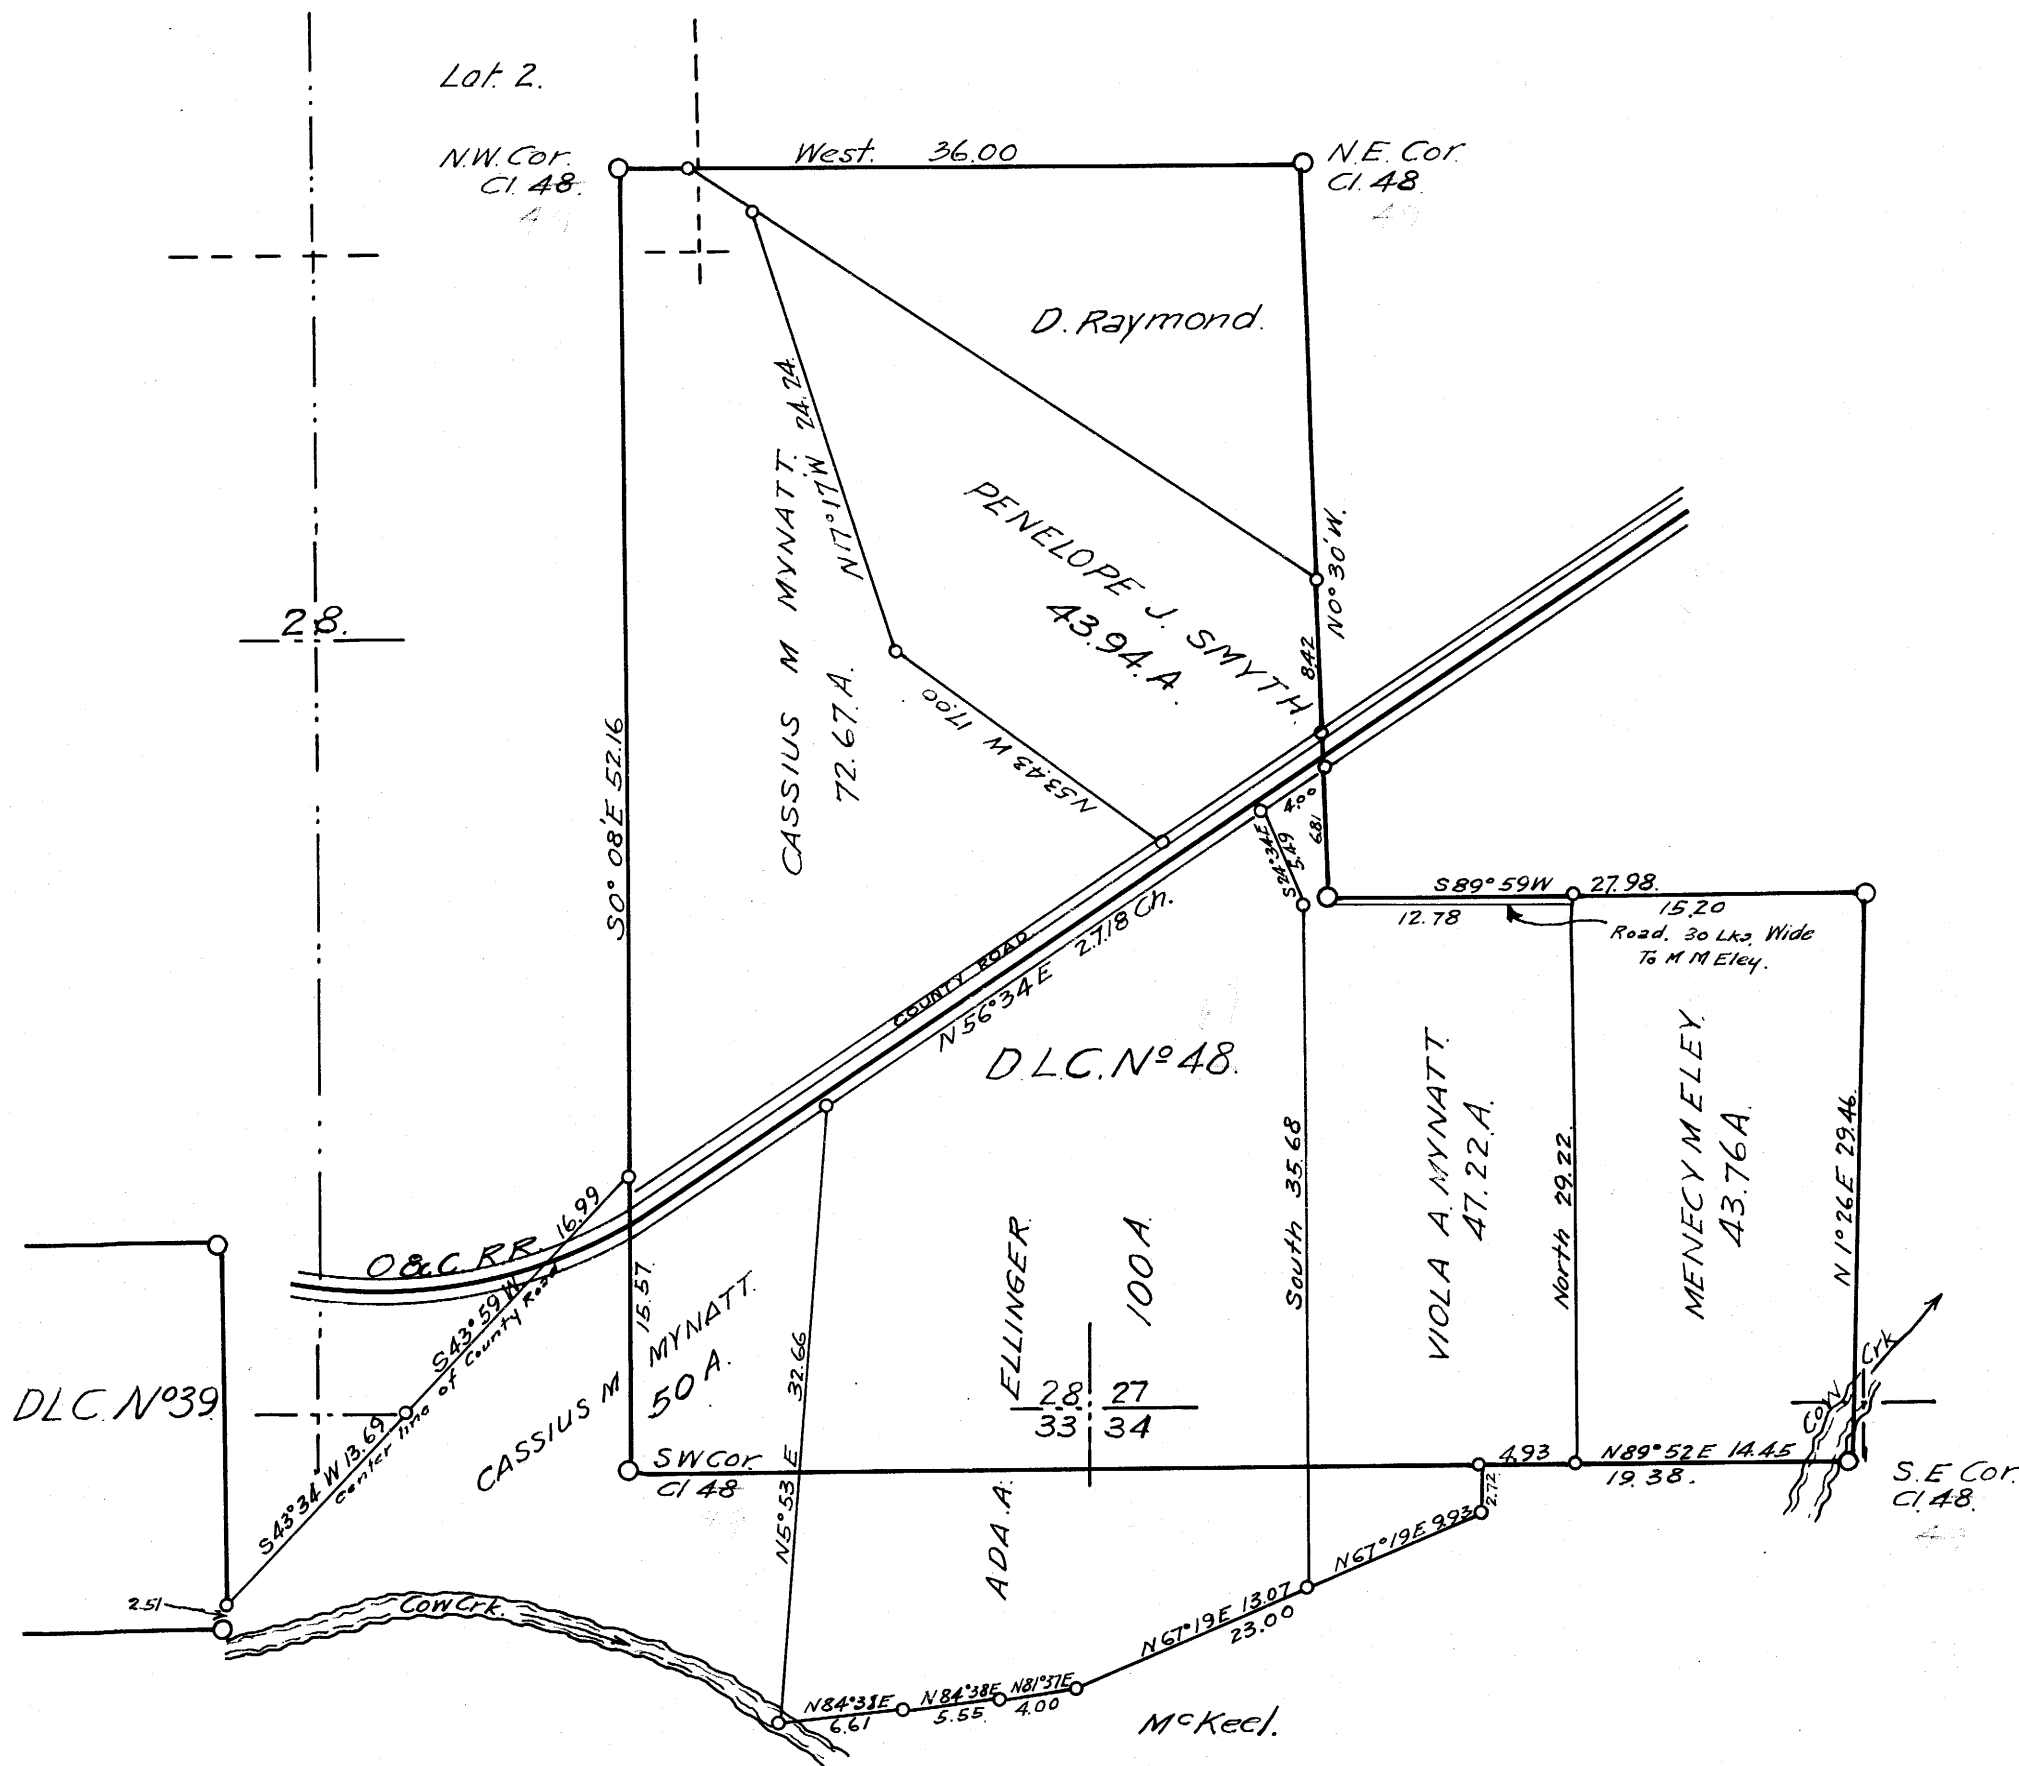 Lot. 2.
N.W. Cor.
Cl. 48.
West. 36.00
N.E. Cor.
Cl. 48
49
49
D. Raymond.
CASSIUS M MYNATT.
72.67 A.
N17°17'W 24.24
PENELOPE J. SMYTH.
43.94. A.
N0°30'W.
8.42
28.
S0°08'E 52.16
N53.43 W 17.00
4.00
6.81
S24°34E
5.49
S89°59W 27.98.
12.78
15.20
Road. 30 Lks. Wide
To M M Eley.
COUNTY ROAD
N 56°34 E 27.18 Ch.
D.L.C. Nº 48.
VIOLA A. MYNATT
47.22. A.
MENECY M ELEY.
43.76 A.
North 29.22.
South 35.68
N 1°26 E 29.46.
O & C. R.R.
16.99
S43°59 W
Center line of County Road
S43°34' W 13.69
15.57.
CASSIUS M MYNATT.
50 A.
ADA. A. ELLINGER
100 A.
28 27
33 34
N5°53 E 32.66
DLC. Nº 39
2.51
S W Cor.
Cl 48
4.93
N89°52 E 14.45
19.38.
2.72
Cow Crk
S.E Cor.
Cl. 48.
Cow Crk.
N67°19E 9.93
N67°19E 13.07
23.00
N84°38E
6.61
N84°38E
5.55
N81°37E
4.00
McKeel.